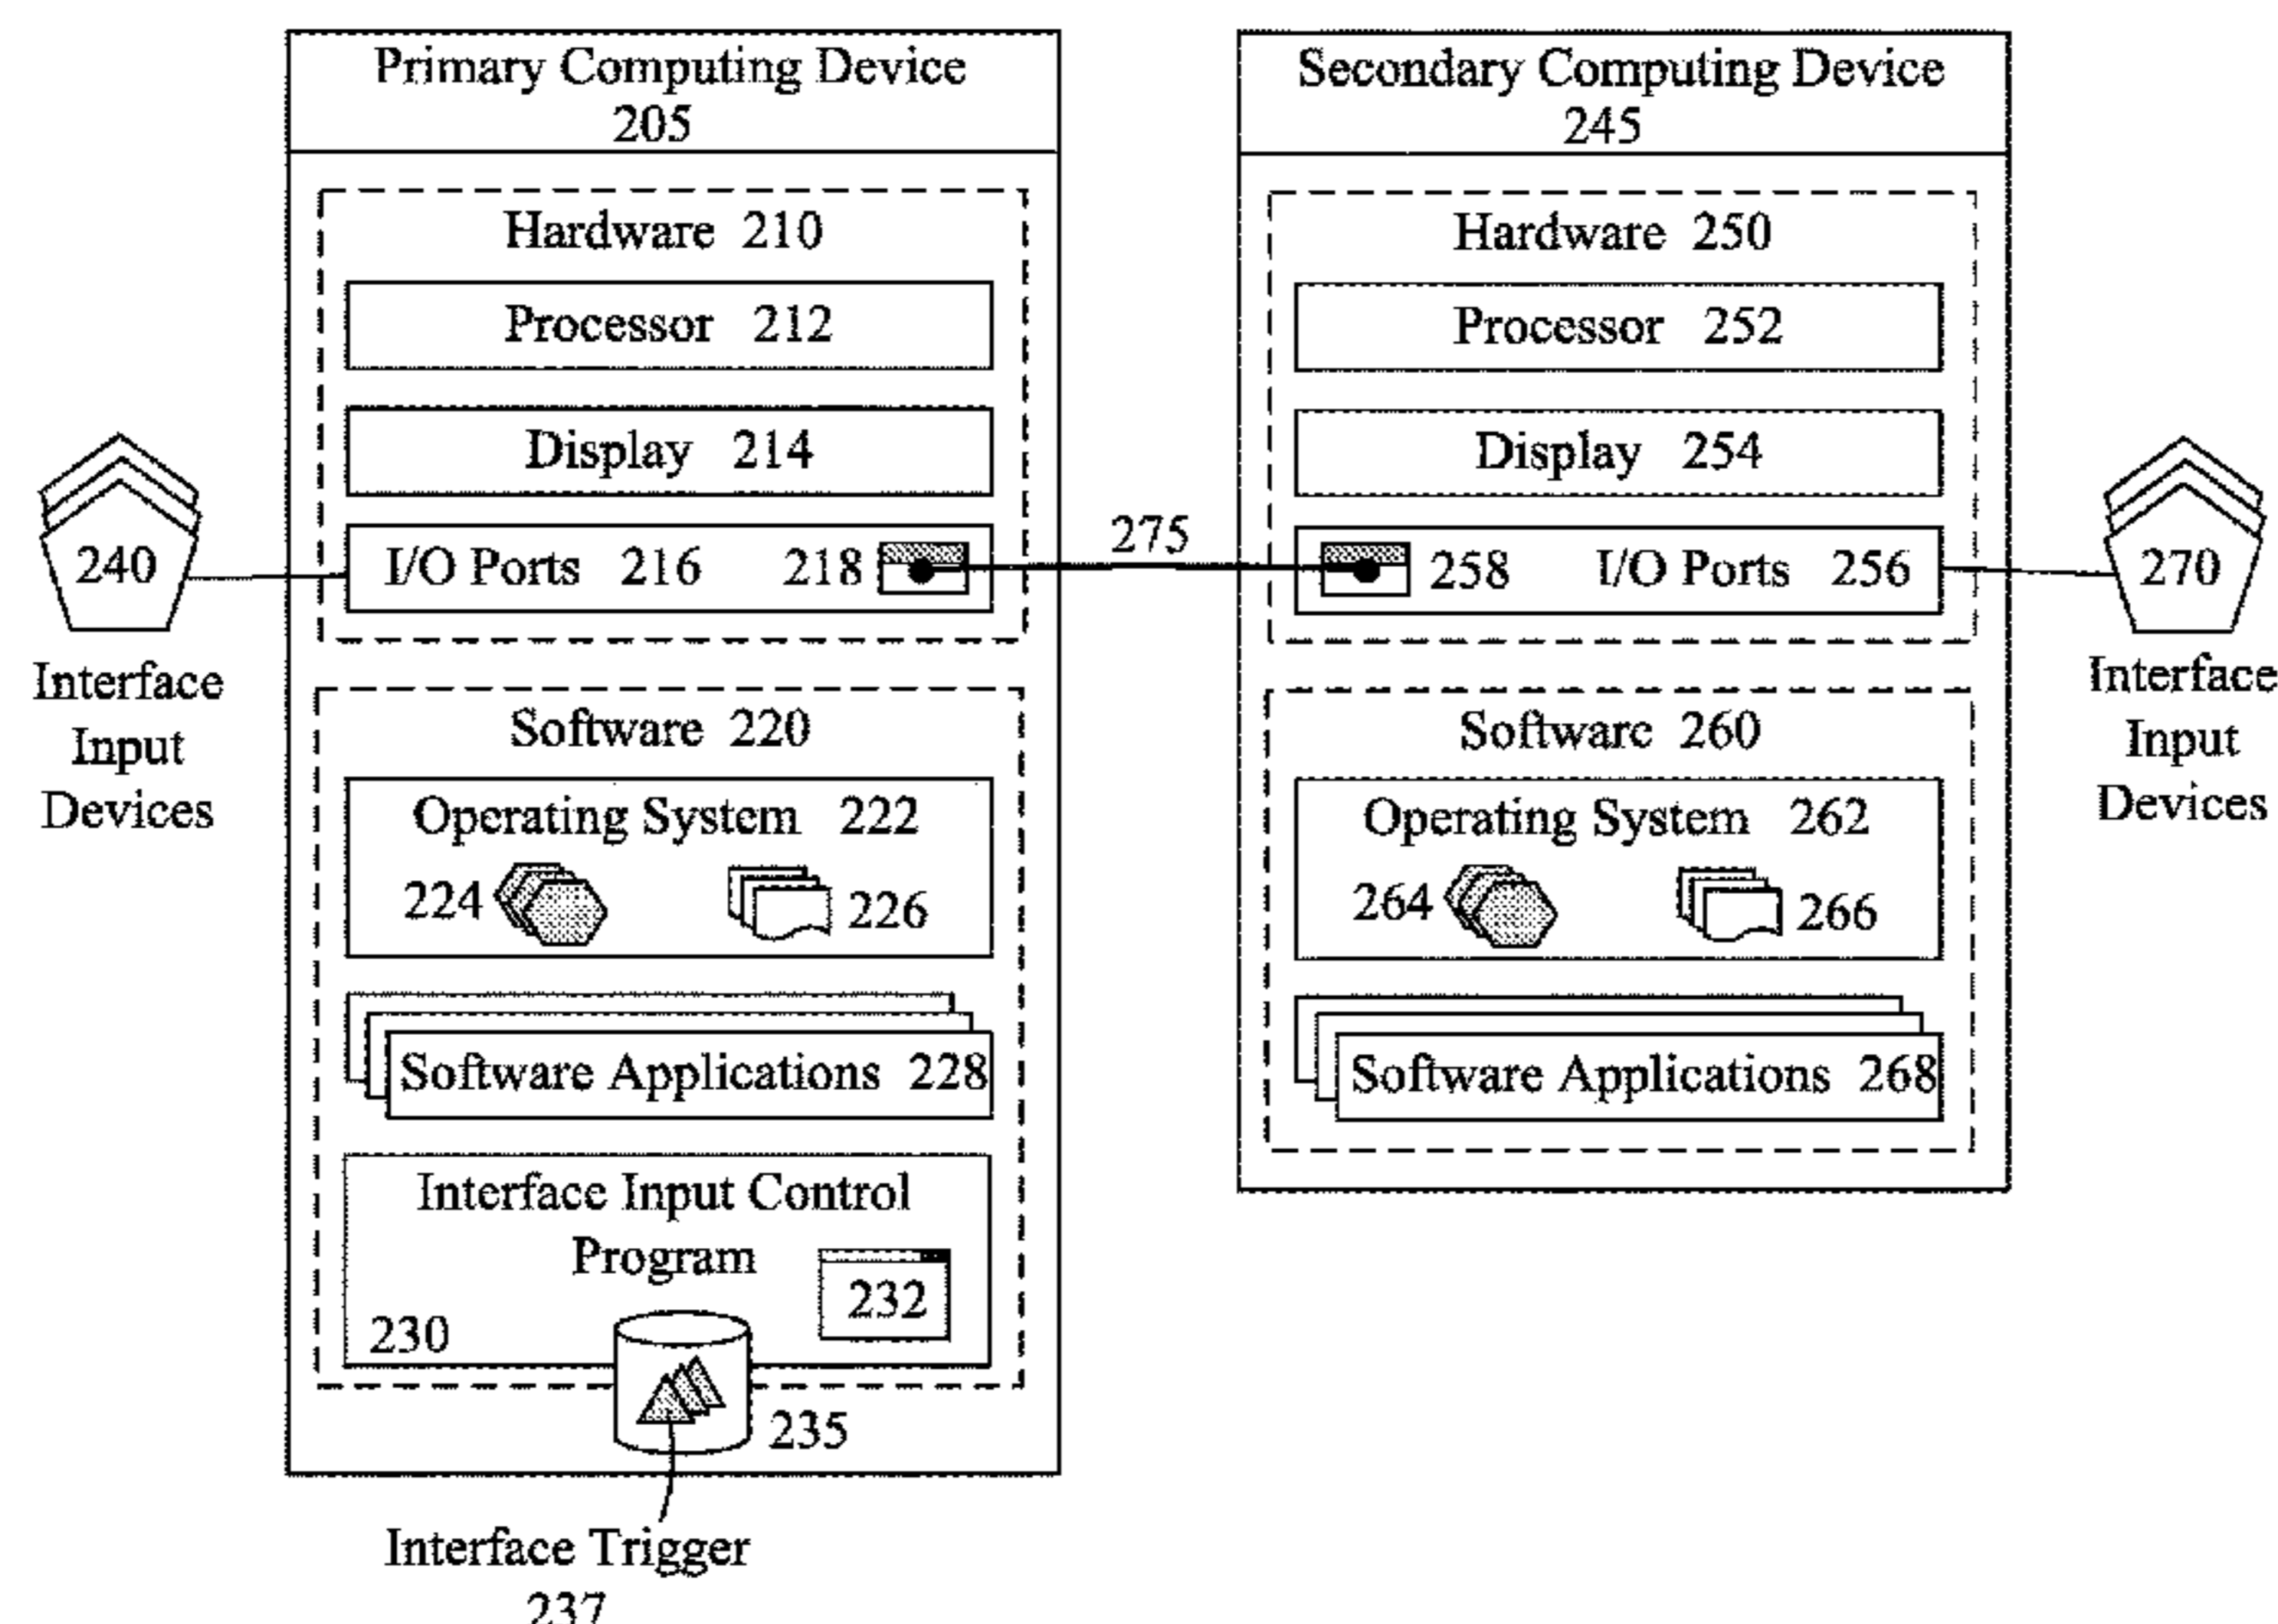 Primary Computing Device
205
Hardware 210
Processor 212
Display 214
I/O Ports 216 218
Software 220
Operating System 222
224 226
Software Applications 228
Interface Input Control
Program
232
230
235
Interface Trigger
237
240
Interface
Input
Devices
275
Secondary Computing Device
245
Hardware 250
Processor 252
Display 254
258 I/O Ports 256
Software 260
Operating System 262
264 266
Software Applications 268
270
Interface
Input
Devices